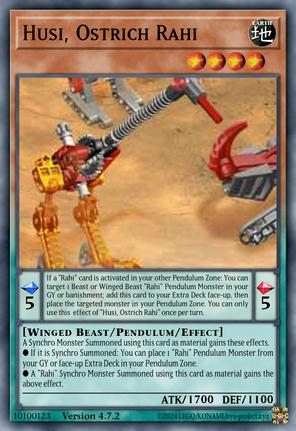 Husi, Ostrich Rahi
EARTH
地
If a "Rahi" card is activated in your other Pendulum Zone: You can
target 1 Beast or Winged Beast "Rahi" Pendulum Monster in your
GY or banishment; add this card to your Extra Deck face-up, then
place the targeted monster in your Pendulum Zone. You can only
use this effect of "Husi, Ostrich Rahi" once per turn.
5
5
[Winged Beast/Pendulum/Effect]
A Synchro Monster Summoned using this card as material gains these effects.
● If it is Synchro Summoned: You can place 1 "Rahi" Pendulum Monster from
your GY or face-up Extra Deck in your Pendulum Zone.
● A "Rahi" Synchro Monster Summoned using this card as material gains the
above effect.
ATK/1700 DEF/1100
10100123 Version 4.7.2 ©2024 LEGO/KONAMI/bye-project.xyz